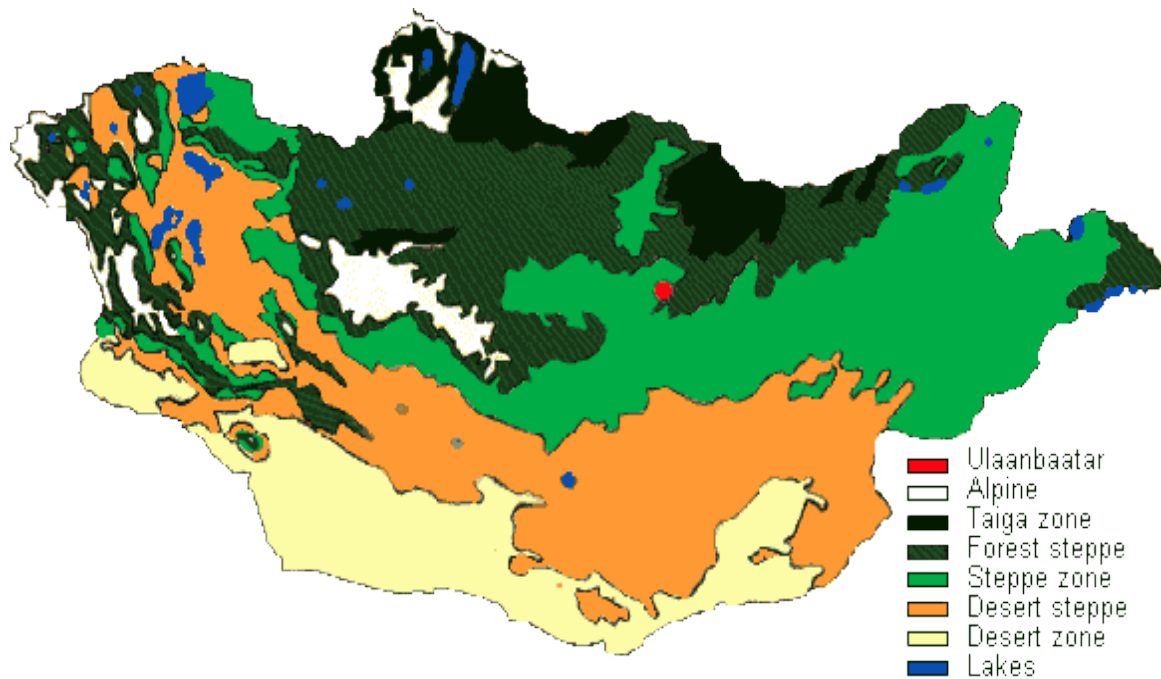 Ulaanbaatar
Alpine
Taiga zone
Forest steppe
Steppe zone
Desert steppe
Desert zone
Lakes